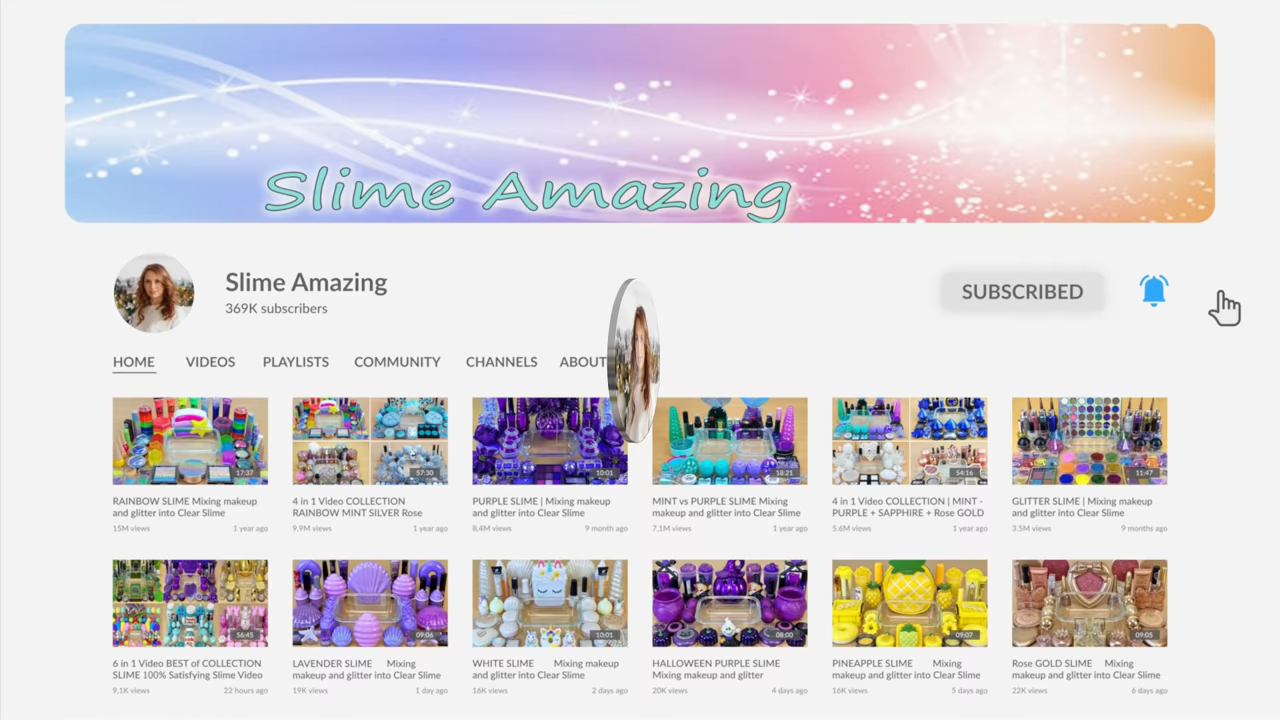 Slime Amazing
Slime Amazing
369K subscribers
SUBSCRIBED
HOME VIDEOS PLAYLISTS COMMUNITY CHANNELS ABOUT
17:37 57:30 10:01 18:21 54:16 11:47
RAINBOW SLIME Mixing makeup
and glitter into Clear Slime
15M views 1 year ago
4 in 1 Video COLLECTION
RAINBOW MINT SILVER Rose
9.9M views 1 year ago
PURPLE SLIME | Mixing makeup
and glitter into Clear Slime
8,4M views 9 month ago
MINT vs PURPLE SLIME Mixing
makeup and glitter into Clear Slime
7,1M views 1 year ago
4 in 1 Video COLLECTION | MINT -
PURPLE + SAPPHIRE + Rose GOLD
5.6M views 1 year ago
GLITTER SLIME | Mixing makeup
and glitter into Clear Slime
3.5M views 9 months ago
56:45 09:06 10:01 08:00 09:07 09:05
6 in 1 Video BEST of COLLECTION
SLIME 100% Satisfying Slime Video
9.1K views 22 hours ago
LAVENDER SLIME Mixing
makeup and glitter into Clear Slime
19K views 1 day ago
WHITE SLIME Mixing makeup
and glitter into Clear Slime
16K views 2 days ago
HALLOWEEN PURPLE SLIME
Mixing makeup and glitter
20K views 4 days ago
PINEAPPLE SLIME Mixing
makeup and glitter into Clear Slime
16K views 5 days ago
Rose GOLD SLIME Mixing
makeup and glitter into Clear Slime
22K views 6 days ago